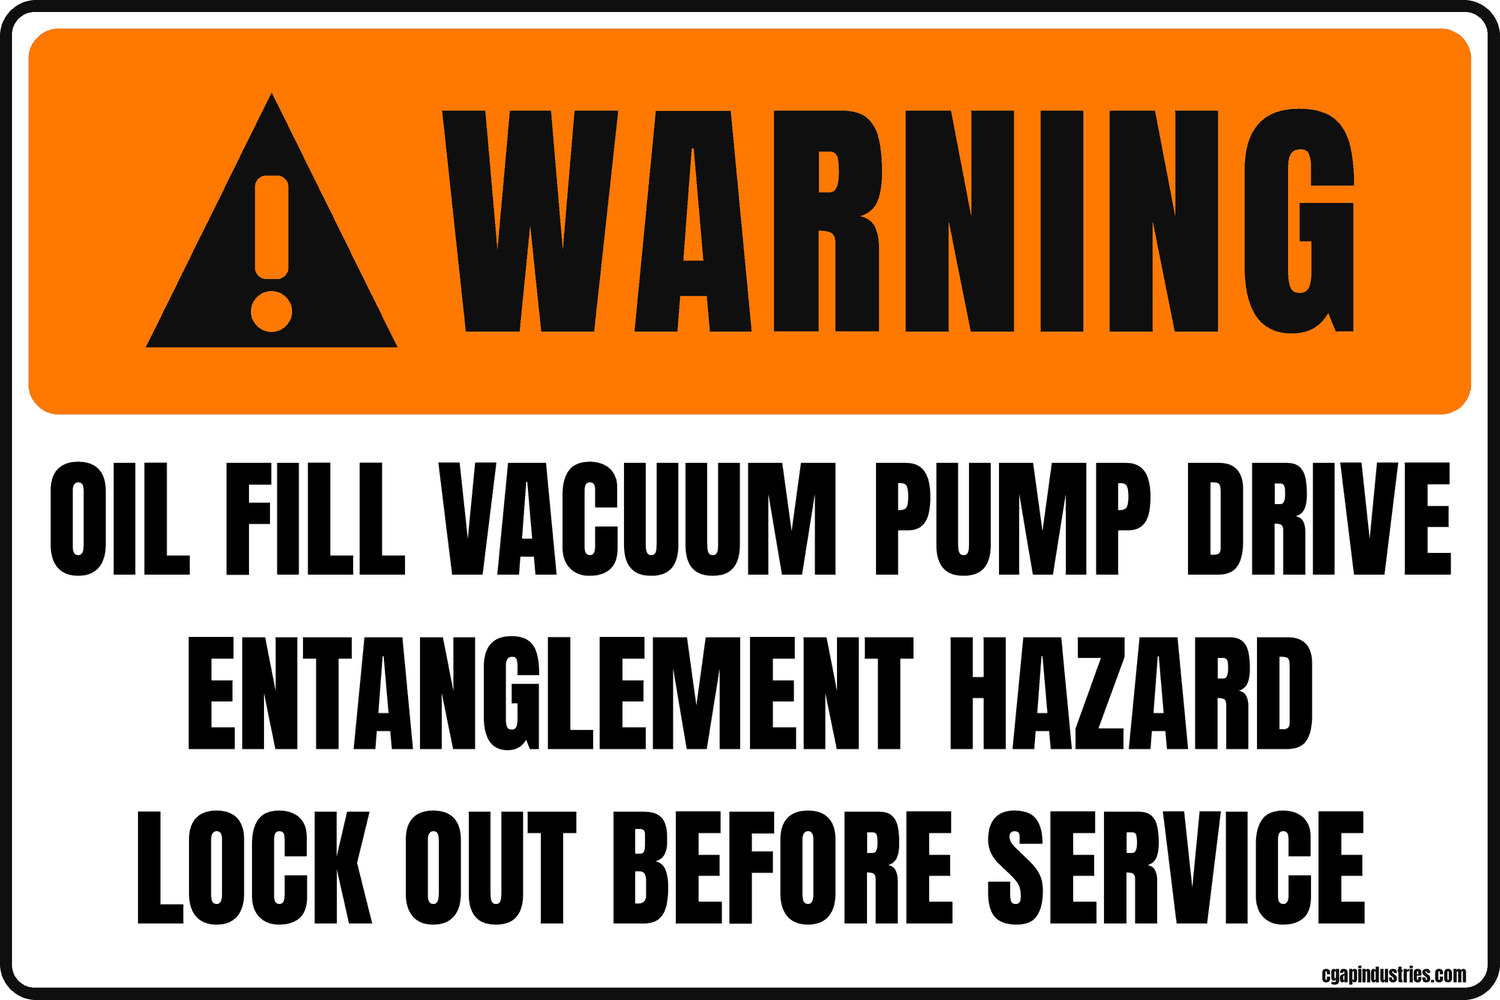 WARNING
OIL FILL VACUUM PUMP DRIVE
ENTANGLEMENT HAZARD
LOCK OUT BEFORE SERVICE
cgapindustries.com